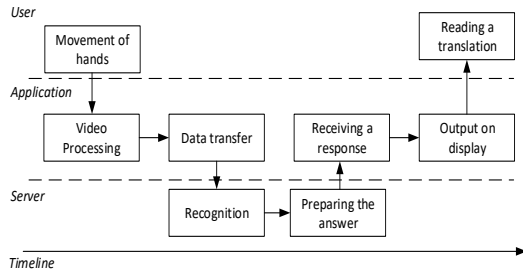 User
Movement of
hands
Reading a
translation
Application
Video
Processing
Data transfer
Receiving a
response
Output on
display
Server
Recognition
Preparing the
answer
Timeline